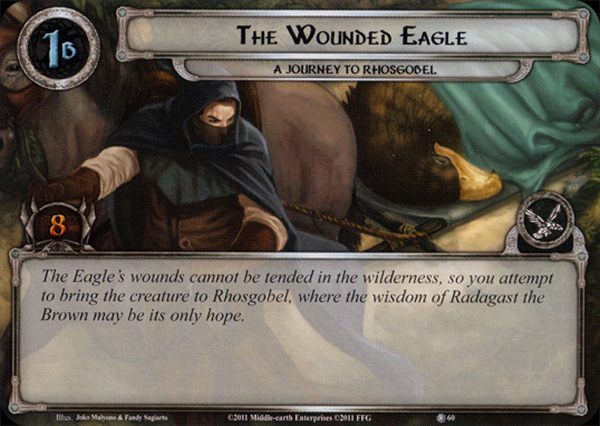 1B
THE WOUNDED EAGLE
A JOURNEY TO RHOSGOBEL
8
The Eagle's wounds cannot be tended in the wilderness, so you attempt
to bring the creature to Rhosgobel, where the wisdom of Radagast the
Brown may be its only hope.
Illus. Joko Mulyono & Fandy Sugiarto ©2011 Middle-earth Enterprises ©2011 FFG 60